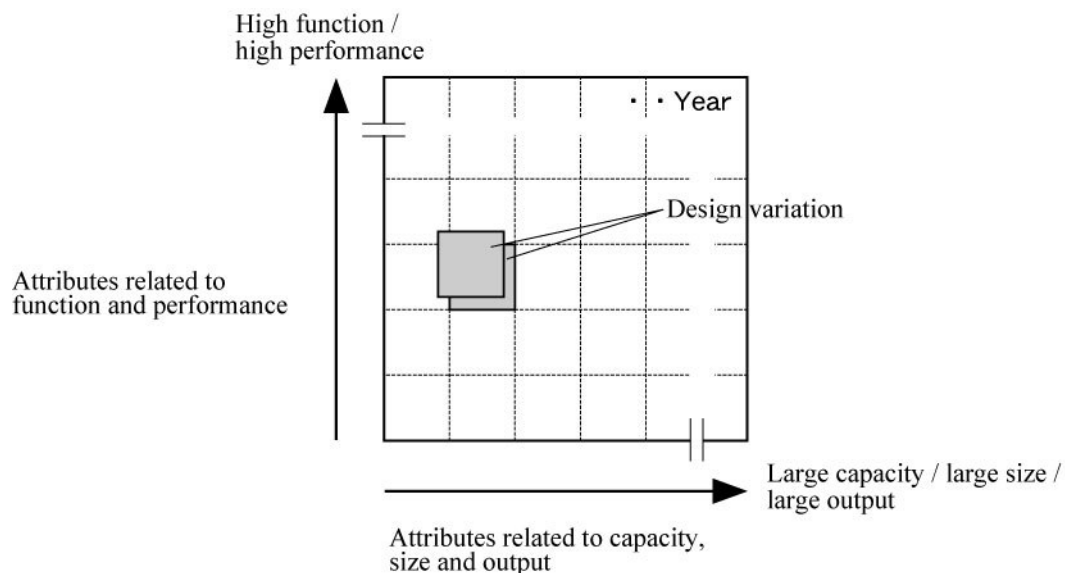 High function /
high performance
· · Year
Design variation
Attributes related to
function and performance
Large capacity / large size /
large output
Attributes related to capacity,
size and output